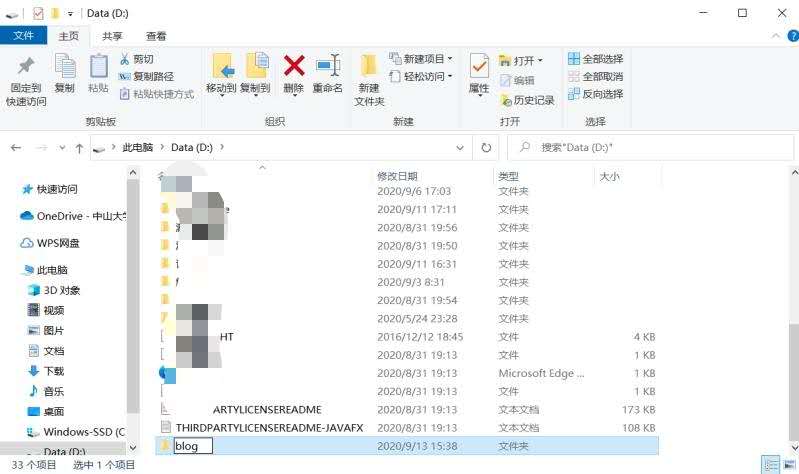 Data (D:)
文件 主页 共享 查看
固定到快速访问 复制 粘贴 剪切 复制路径 粘贴快捷方式 移动到 复制到 删除 重命名 新建文件夹 新建项目 轻松访问 属性 打开 编辑 历史记录 全部选择 全部取消 反向选择
剪贴板 组织 新建 打开 选择
此电脑 Data (D:) 搜索"Data (D:)"
修改日期 类型 大小
2020/9/6 17:03 文件夹
2020/9/11 17:11 文件夹
2020/8/31 19:56 文件夹
2020/8/31 19:50 文件夹
2020/9/11 16:31 文件夹
2020/9/3 8:31 文件夹
2020/8/31 19:54 文件夹
2020/5/24 23:28 文件夹
HT 2016/12/12 18:45 文件 4 KB
2020/8/31 19:13 文件 1 KB
2020/8/31 19:13 Microsoft Edge ... 1 KB
2020/8/31 19:13 文件 1 KB
ARTYLICENSEREADME 2020/8/31 19:13 文本文档 173 KB
THIRDPARTYLICENSEREADME-JAVAFX 2020/8/31 19:13 文本文档 108 KB
blog 2020/9/13 15:38 文件夹
快速访问
OneDrive - 中山大学
WPS网盘
此电脑
3D 对象
视频
图片
文档
下载
音乐
桌面
Windows-SSD (C
Data (D:)
33 个项目 选中 1 个项目